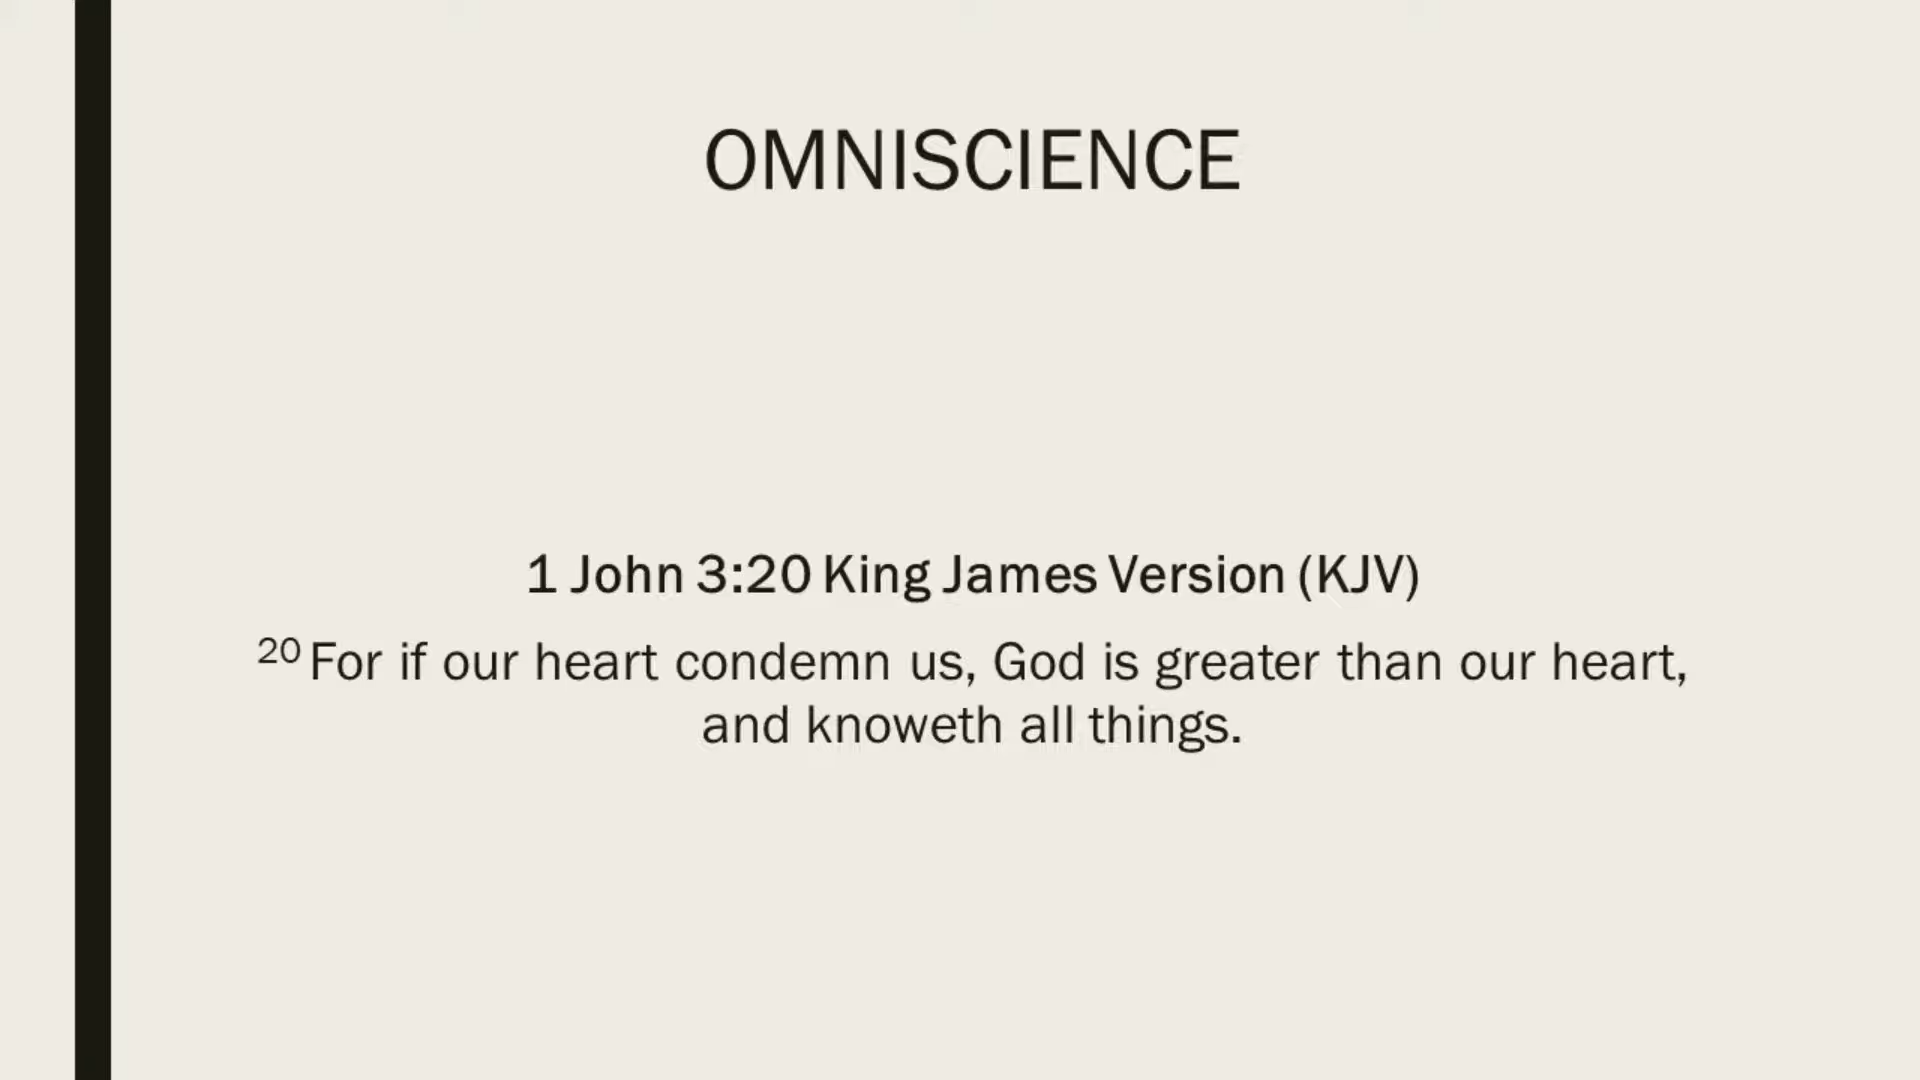 OMNISCIENCE
1 John 3:20 King James Version (KJV)
20 For if our heart condemn us, God is greater than our heart,
and knoweth all things.